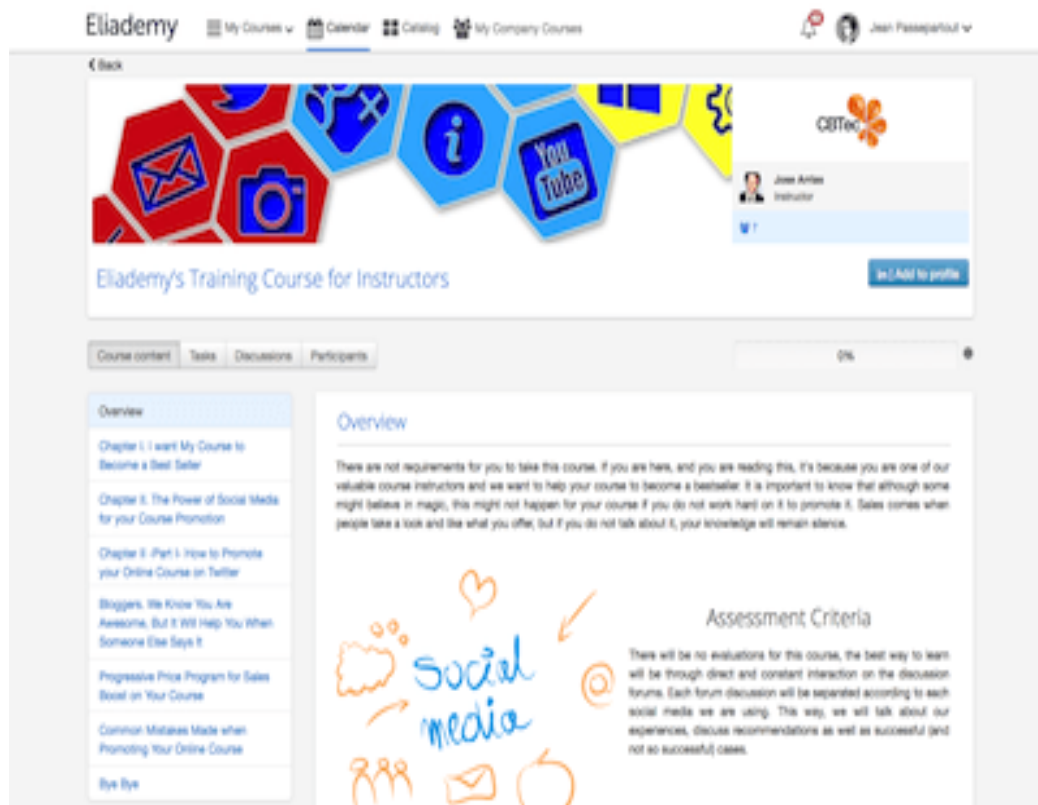 Eliademy My Courses Calendar Catalog My Company Courses Jean Passepartout
Back
You
Tube
CBTec
Instructor
Eliademy's Training Course for Instructors
in | Add to profile
Course content Tasks Discussions Participants 0%
Overview
Chapter I. I want My Course to
Become a Best Seller
Chapter II. The Power of Social Media
for your Course Promotion
Chapter II -Part I- How to Promote
your Online Course on Twitter
Bloggers. We Know You Are
Awesome, But It Will Help You When
Someone Else Says It
Progressive Price Program for Sales
Boost on Your Course
Common Mistakes Made when
Promoting Your Online Course
Bye Bye
Overview
There are not requirements for you to take this course. If you are here, and you are reading this, it's because you are one of our
valuable course instructors and we want to help your course to become a bestseller. It is important to know that although some
might believe in magic, this might not happen for your course if you do not work hard on it to promote it. Sales comes when
people take a look and like what you offer, but if you do not talk about it, your knowledge will remain silence.
social
media
Assessment Criteria
There will be no evaluations for this course, the best way to learn
will be through direct and constant interaction on the discussion
forums. Each forum discussion will be separated according to each
social media we are using. This way, we will talk about our
experiences, discuss recommendations as well as successful (and
not so successful) cases.